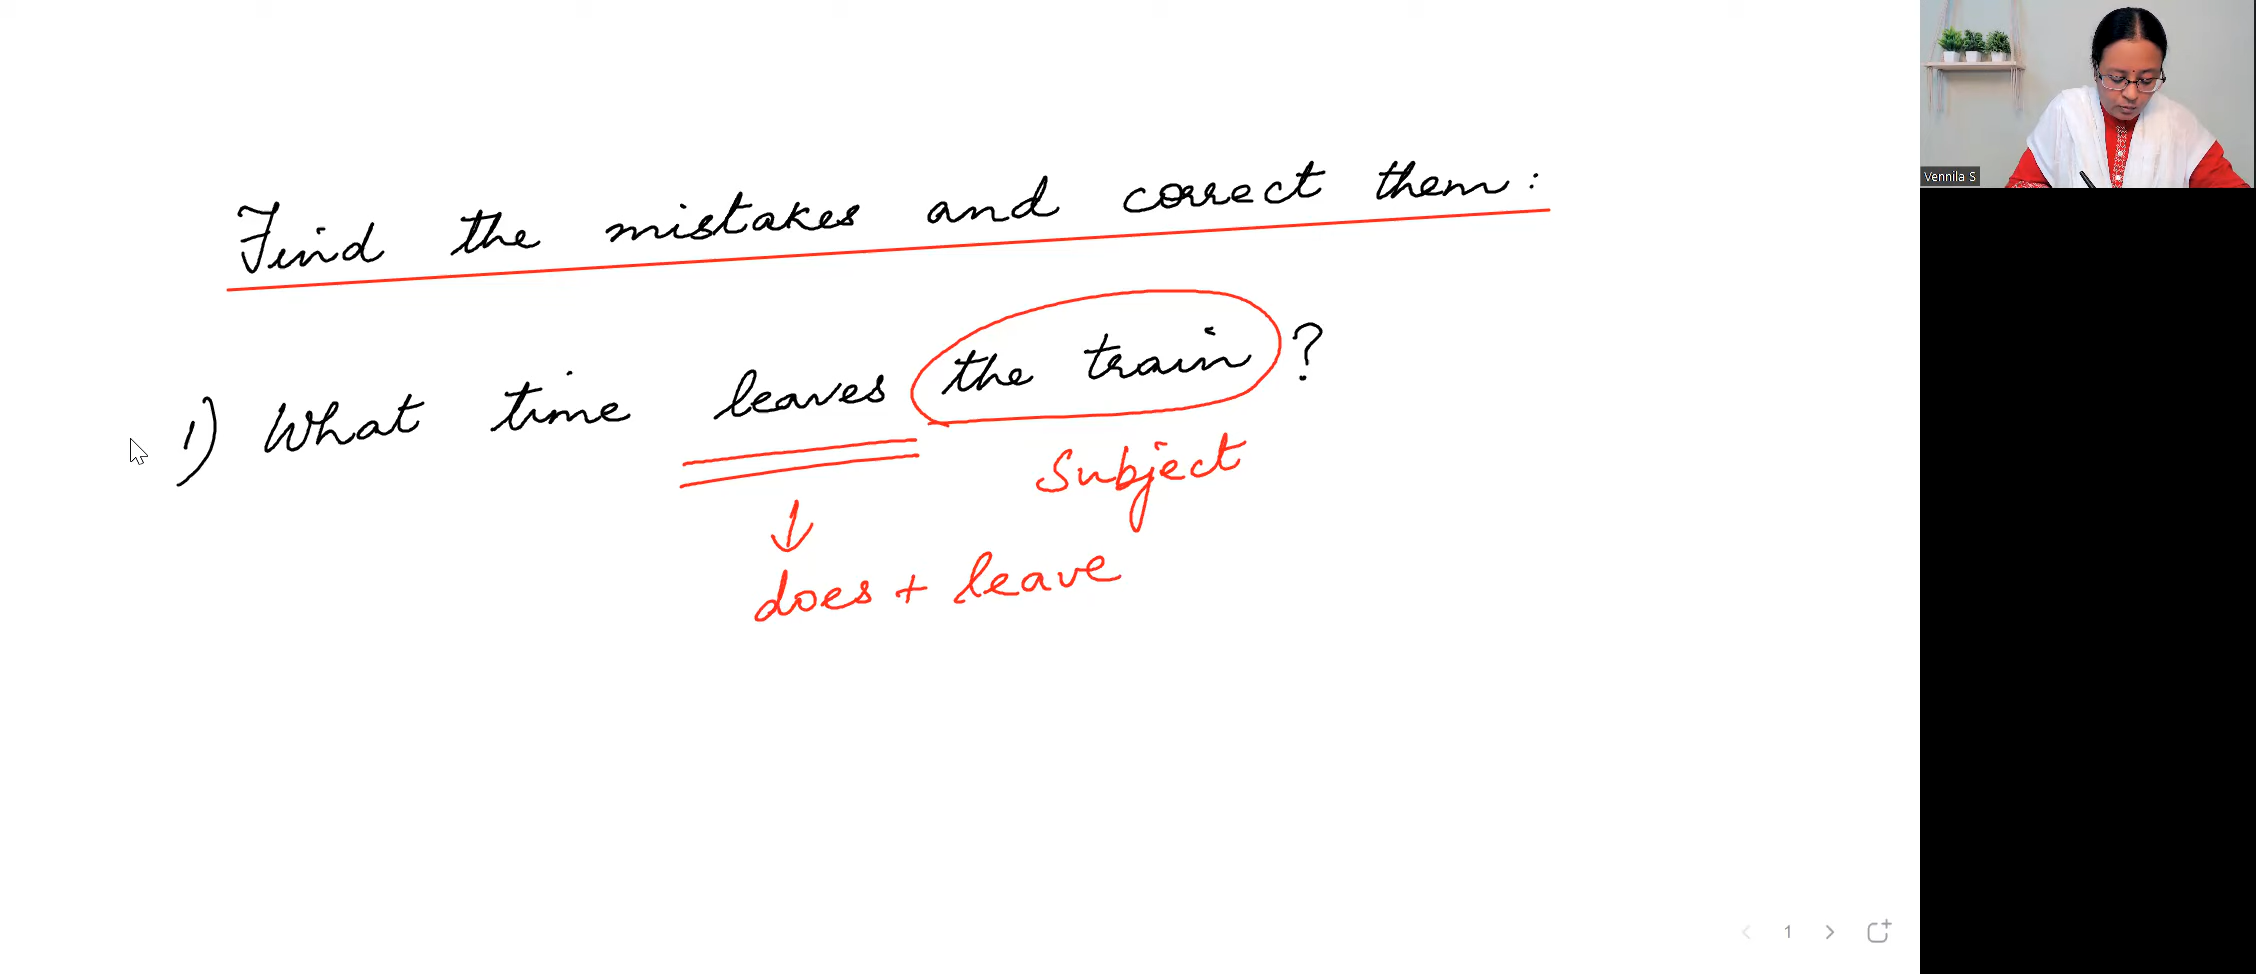 Find the mistakes and correct them:
1) What time leaves the train ?
Subject
↓
does + leave
Vennila S
1